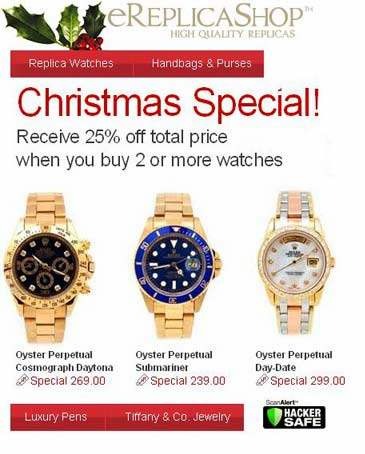 eReplicaShop™
HIGH QUALITY REPLICAS
Replica Watches Handbags & Purses
Christmas Special!
Receive 25% off total price
when you buy 2 or more watches
Oyster Perpetual
Cosmograph Daytona
Special 269.00
Oyster Perpetual
Submariner
Special 239.00
Oyster Perpetual
Day-Date
Special 299.00
Luxury Pens Tiffany & Co. Jewelry
ScanAlert™
HACKER
SAFE